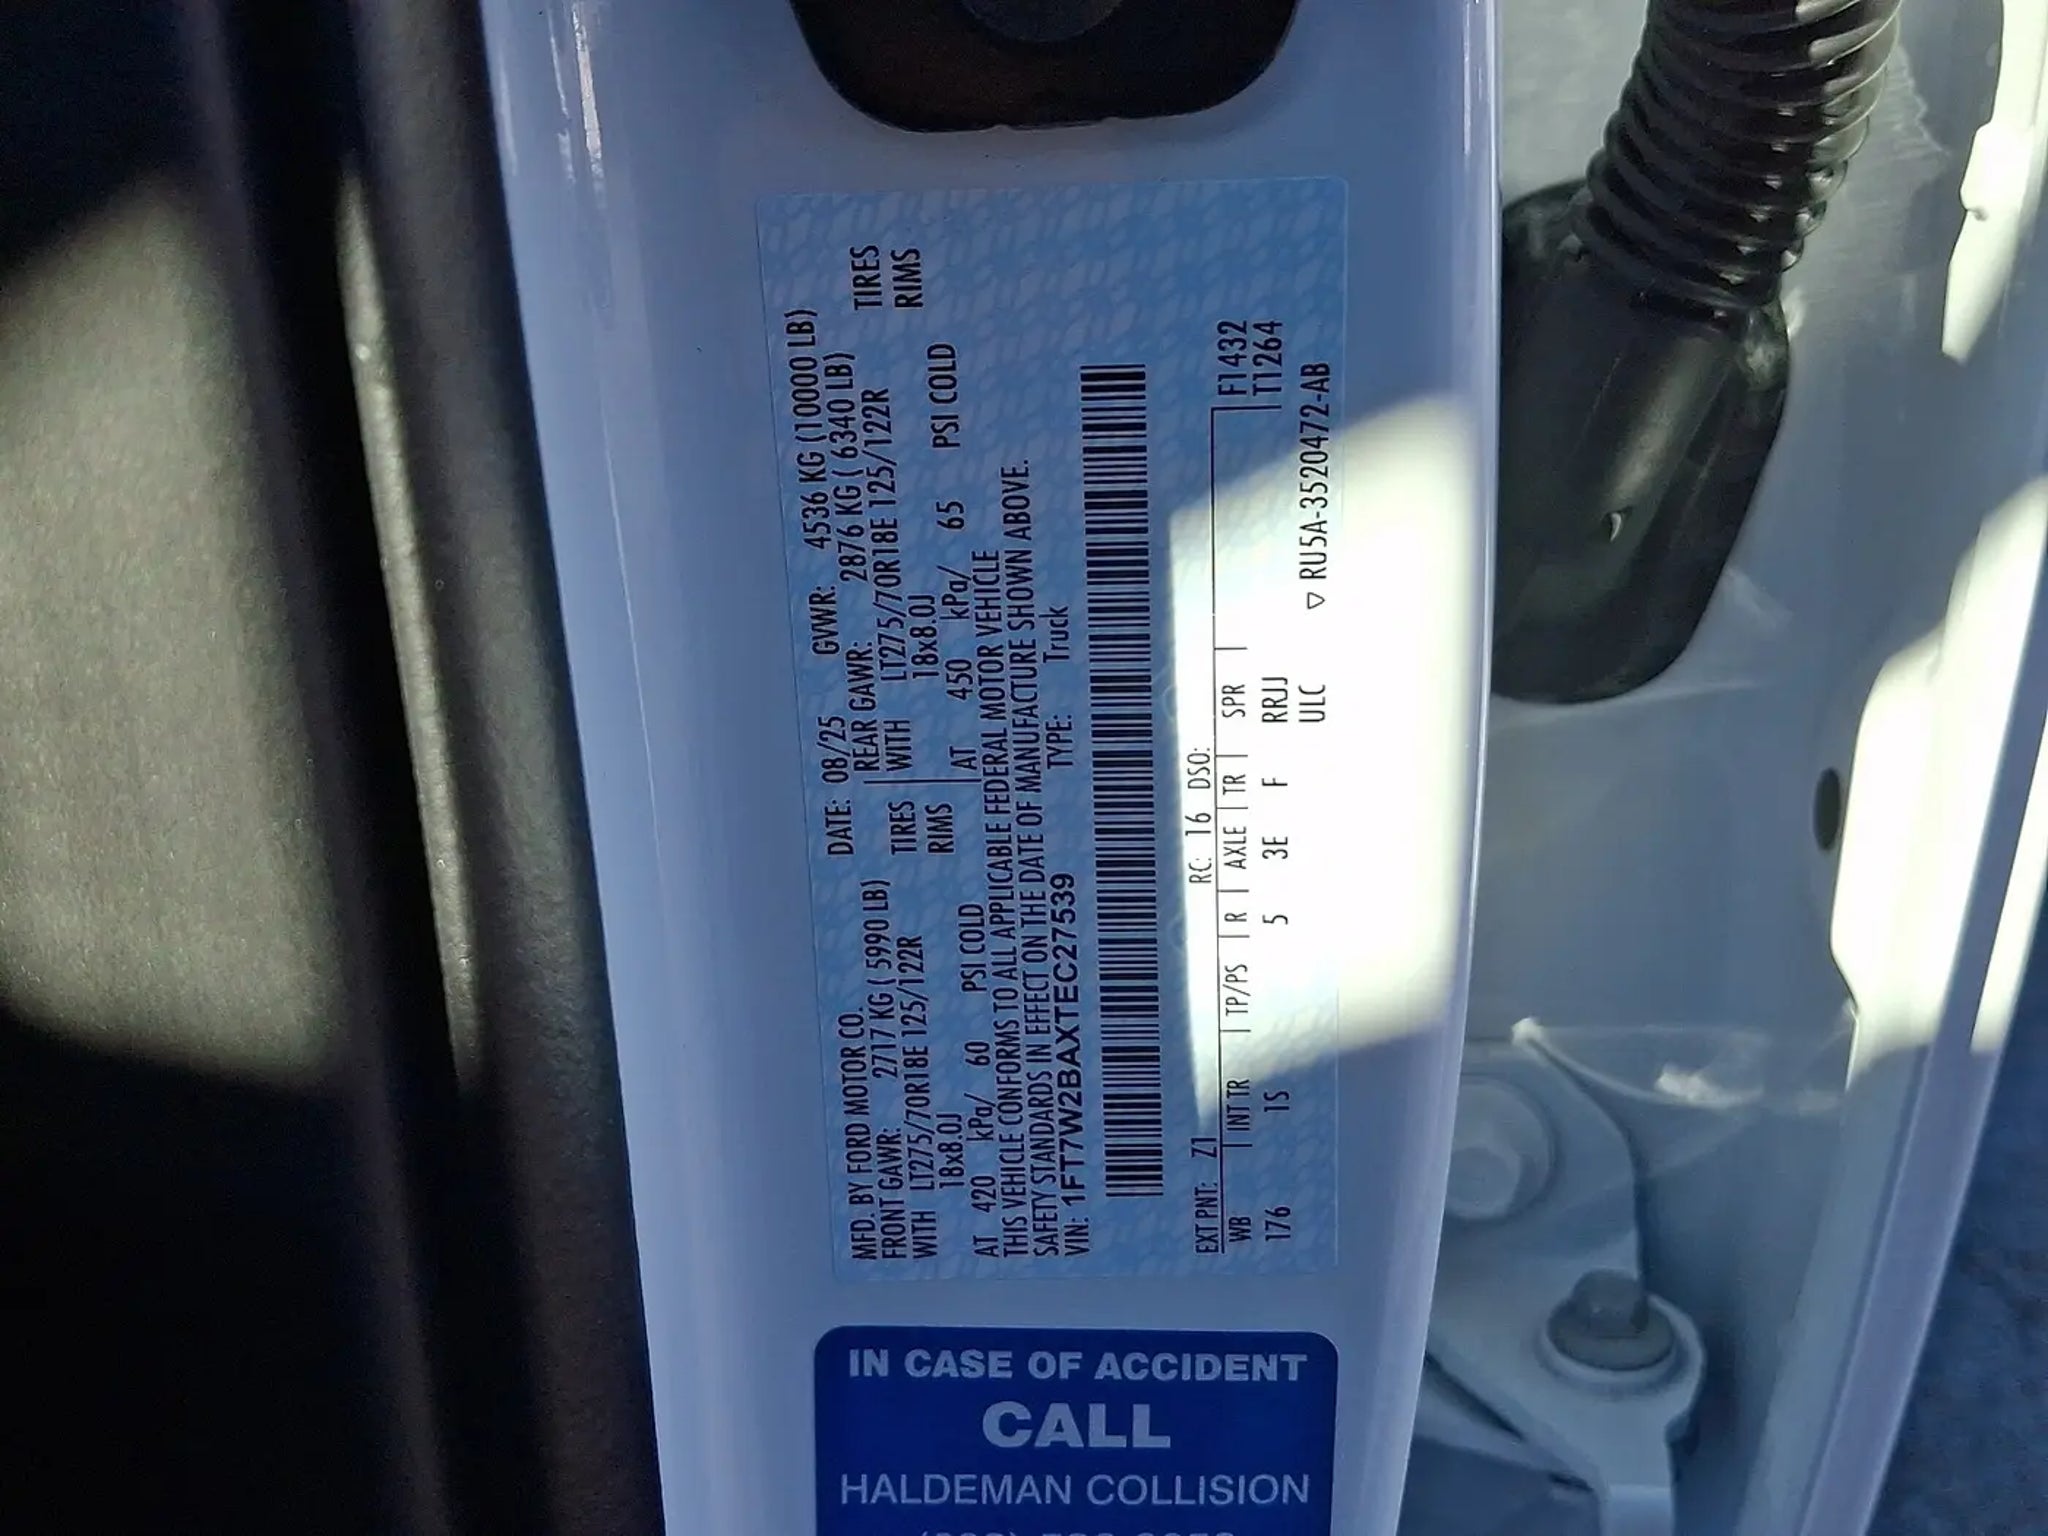 MFD. BY FORD MOTOR CO. DATE: 08/25 GVWR: 4536 KG (10000 LB)
FRONT GAWR: 2717 KG ( 5990 LB) REAR GAWR: 2876 KG ( 6340 LB)
WITH LT275/70R18E 125/122R TIRES WITH LT275/70R18E 125/122R TIRES
18x8.0J RIMS 18x8.0J RIMS
AT 420 kPa/ 60 PSI COLD AT 450 kPa/ 65 PSI COLD
THIS VEHICLE CONFORMS TO ALL APPLICABLE FEDERAL MOTOR VEHICLE
SAFETY STANDARDS IN EFFECT ON THE DATE OF MANUFACTURE SHOWN ABOVE.
VIN: 1FT7W2BAXTEC27539 TYPE: Truck
EXT PNT: Z1 RC: 16 DSO: F1432
WB INT TR TP/PS R AXLE TR SPR T1264
176 1S 5 3E F RRJJ
ULC ▽ RU5A-3520472-AB
IN CASE OF ACCIDENT
CALL
HALDEMAN COLLISION